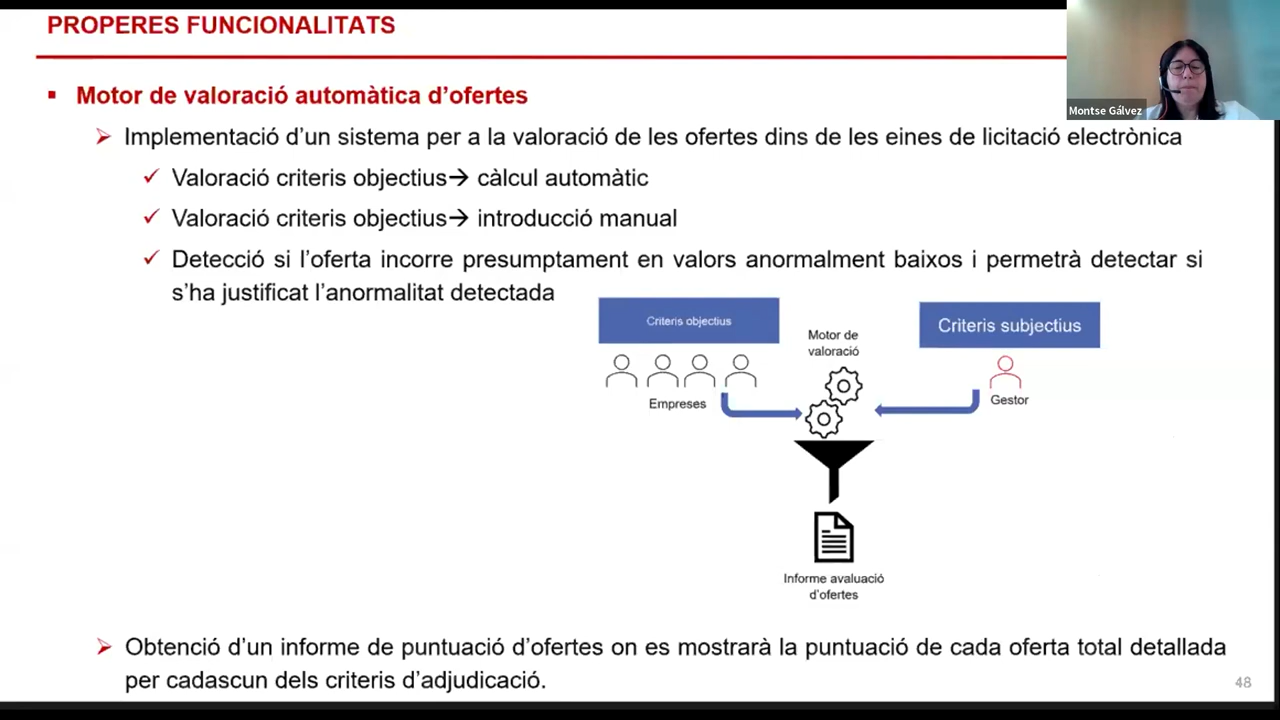 PROPERES FUNCIONALITATS
Montse Gálvez
▪ Motor de valoració automàtica d’ofertes
➢ Implementació d’un sistema per a la valoració de les ofertes dins de les eines de licitació electrònica
✓ Valoració criteris objectius→ càlcul automàtic
✓ Valoració criteris objectius→ introducció manual
✓ Detecció si l’oferta incorre presumptament en valors anormalment baixos i permetrà detectar si
s’ha justificat l’anormalitat detectada
Criteris objectius
Motor de
valoració
Criteris subjectius
Empreses
Gestor
Informe avaluació
d’ofertes
➢ Obtenció d’un informe de puntuació d’ofertes on es mostrarà la puntuació de cada oferta total detallada
per cadascun dels criteris d’adjudicació.
48